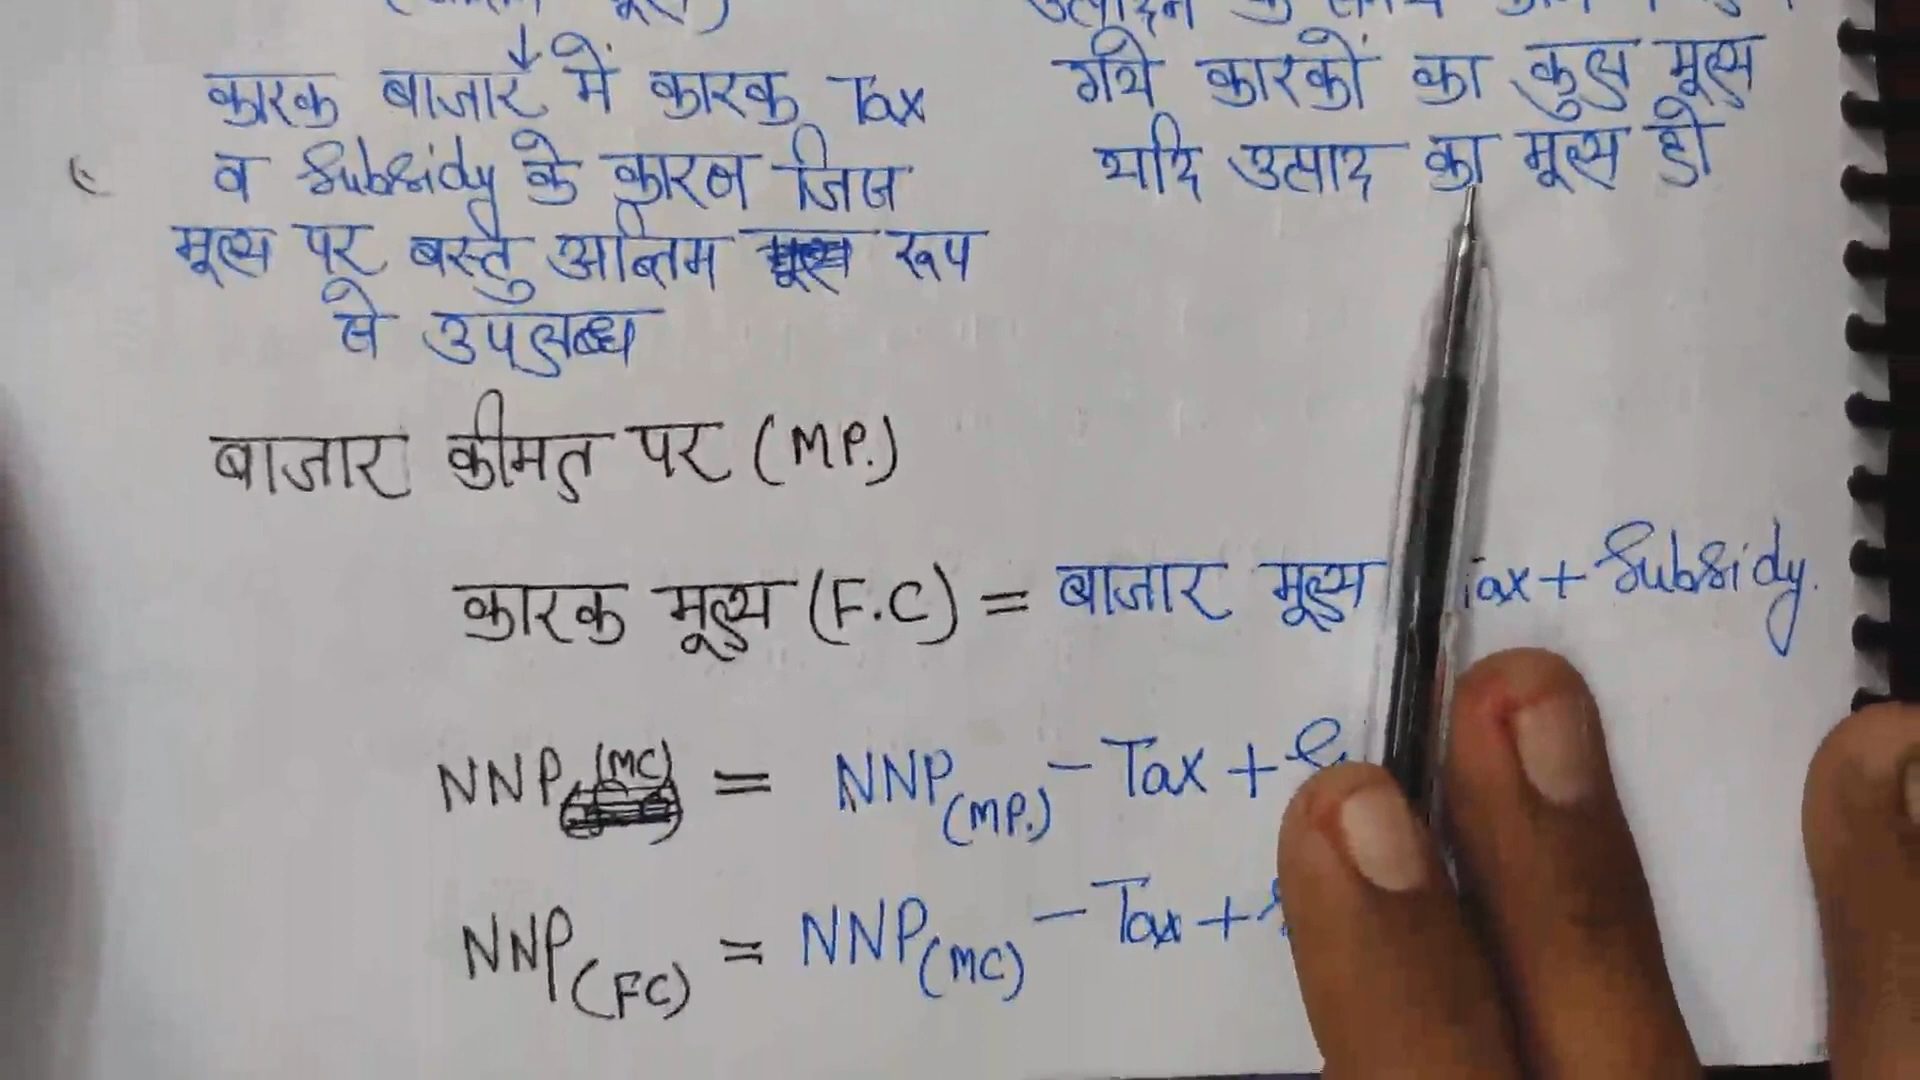 कारक बाजार में कारक Tax
व Subsidy के कारन जिन
मूल्य पर बस्तु अन्तिम रूप
से उपलब्ध
गये कारकों का कुल मूल्य
यदि उत्पाद का मूल्य हो
बाजार कीमत पर (MP.)
कारक मूल्य (F.C) = बाजार मूल्य Tax + Subsidy.
NNP (MC) = NNP (MP.) - Tax +
NNP (FC) = NNP (MC) - Tax +